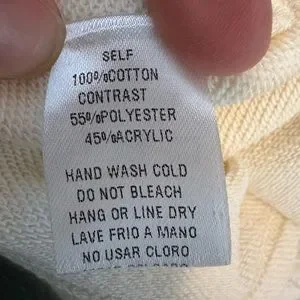 SELF
100%COTTON
CONTRAST
55%POLYESTER
45%ACRYLIC
HAND WASH COLD
DO NOT BLEACH
HANG OR LINE DRY
LAVE FRIO A MANO
NO USAR CLORO